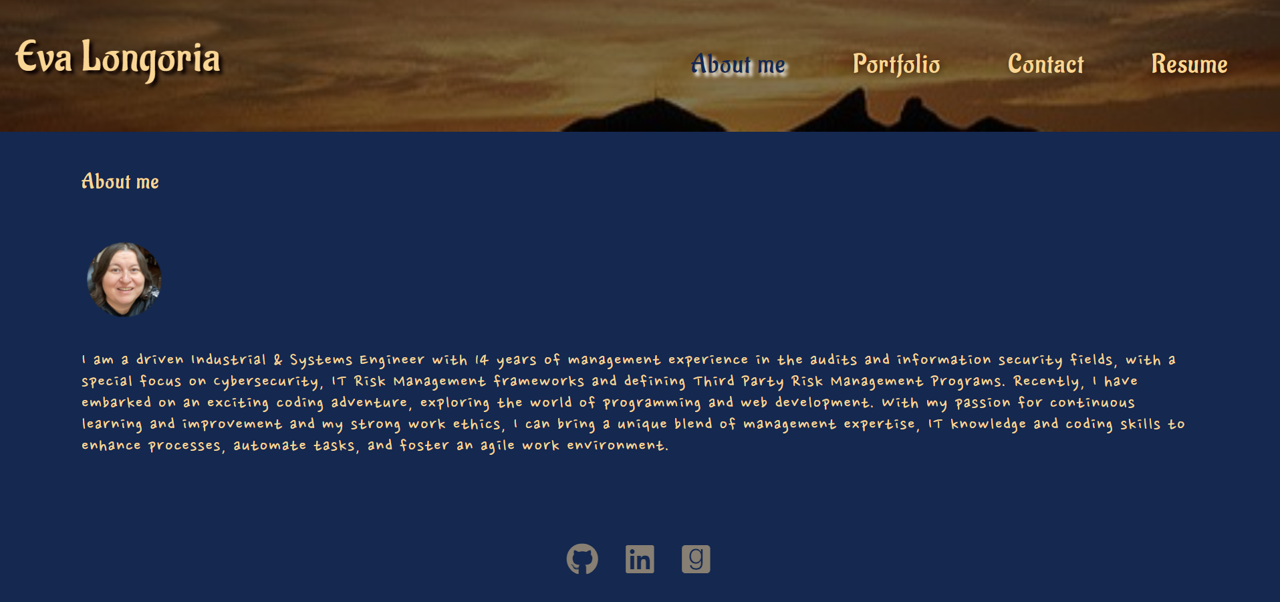 Eva Longoria
About me
Portfolio
Contact
Resume
About me
I am a driven Industrial & Systems Engineer with 14 years of management experience in the audits and information security fields, with a
special focus on cybersecurity, IT Risk Management frameworks and defining Third Party Risk Management Programs. Recently, I have
embarked on an exciting coding adventure, exploring the world of programming and web development. With my passion for continuous
learning and improvement and my strong work ethics, I can bring a unique blend of management expertise, IT knowledge and coding skills to
enhance processes, automate tasks, and foster an agile work environment.
in
g